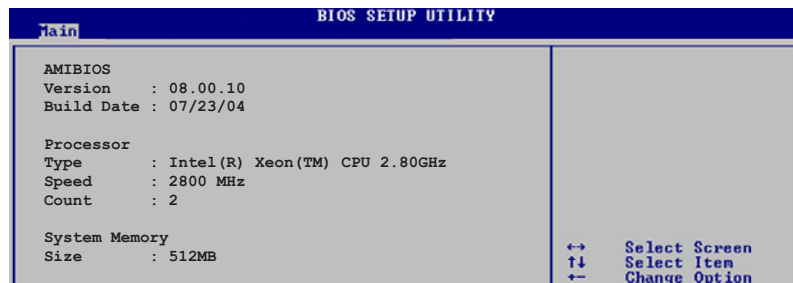 BIOS SETUP UTILITY
Main
AMIBIOS
Version : 08.00.10
Build Date : 07/23/04
Processor
Type : Intel(R) Xeon(TM) CPU 2.80GHz
Speed : 2800 MHz
Count : 2
System Memory
Size : 512MB
←→ Select Screen
↑↓ Select Item
+- Change Option